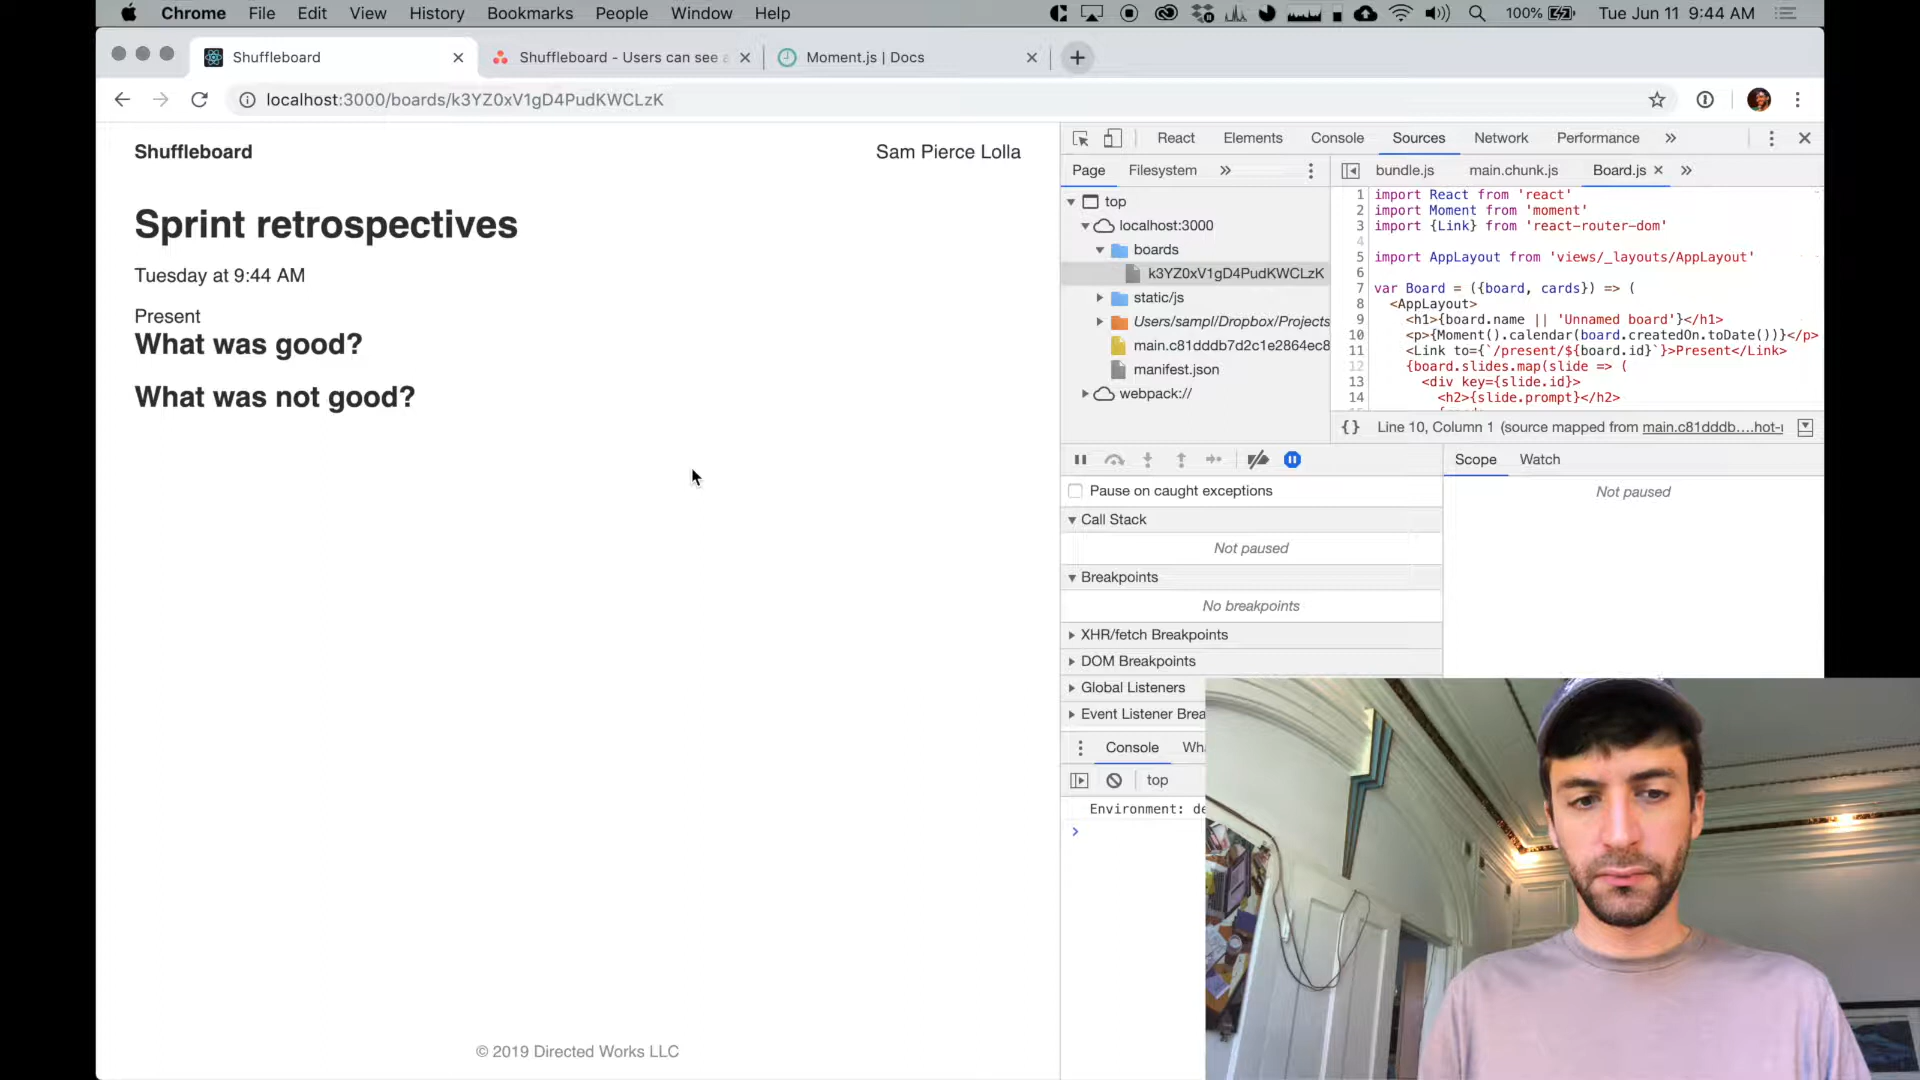 Chrome File Edit View History Bookmarks People Window Help 100% Tue Jun 11 9:44 AM
Shuffleboard Shuffleboard - Users can see a Moment.js | Docs
localhost:3000/boards/k3YZ0xV1gD4PudKWCLzK
Shuffleboard Sam Pierce Lolla
Sprint retrospectives
Tuesday at 9:44 AM
Present
What was good?
What was not good?
© 2019 Directed Works LLC
React Elements Console Sources Network Performance
Page Filesystem
top
localhost:3000
boards
k3YZ0xV1gD4PudKWCLzK
static/js
Users/sampl/Dropbox/Projects
main.c81dddb7d2c1e2864ec8
manifest.json
webpack://
bundle.js main.chunk.js Board.js
1 import React from 'react'
2 import Moment from 'moment'
3 import {Link} from 'react-router-dom'
4
5 import AppLayout from 'views/_layouts/AppLayout'
6
7 var Board = ({board, cards}) => (
8 <AppLayout>
9 <h1>{board.name || 'Unnamed board'}</h1>
10 <p>{Moment().calendar(board.createdOn.toDate())}</p>
11 <Link to={`/present/${board.id}`}>Present</Link>
12 {board.slides.map(slide => (
13 <div key={slide.id}>
14 <h2>{slide.prompt}</h2>
{} Line 10, Column 1 (source mapped from main.c81dddb....hot-u
Scope Watch
Not paused
Pause on caught exceptions
Call Stack
Not paused
Breakpoints
No breakpoints
XHR/fetch Breakpoints
DOM Breakpoints
Global Listeners
Event Listener Brea
Console Wh
top
Environment: de